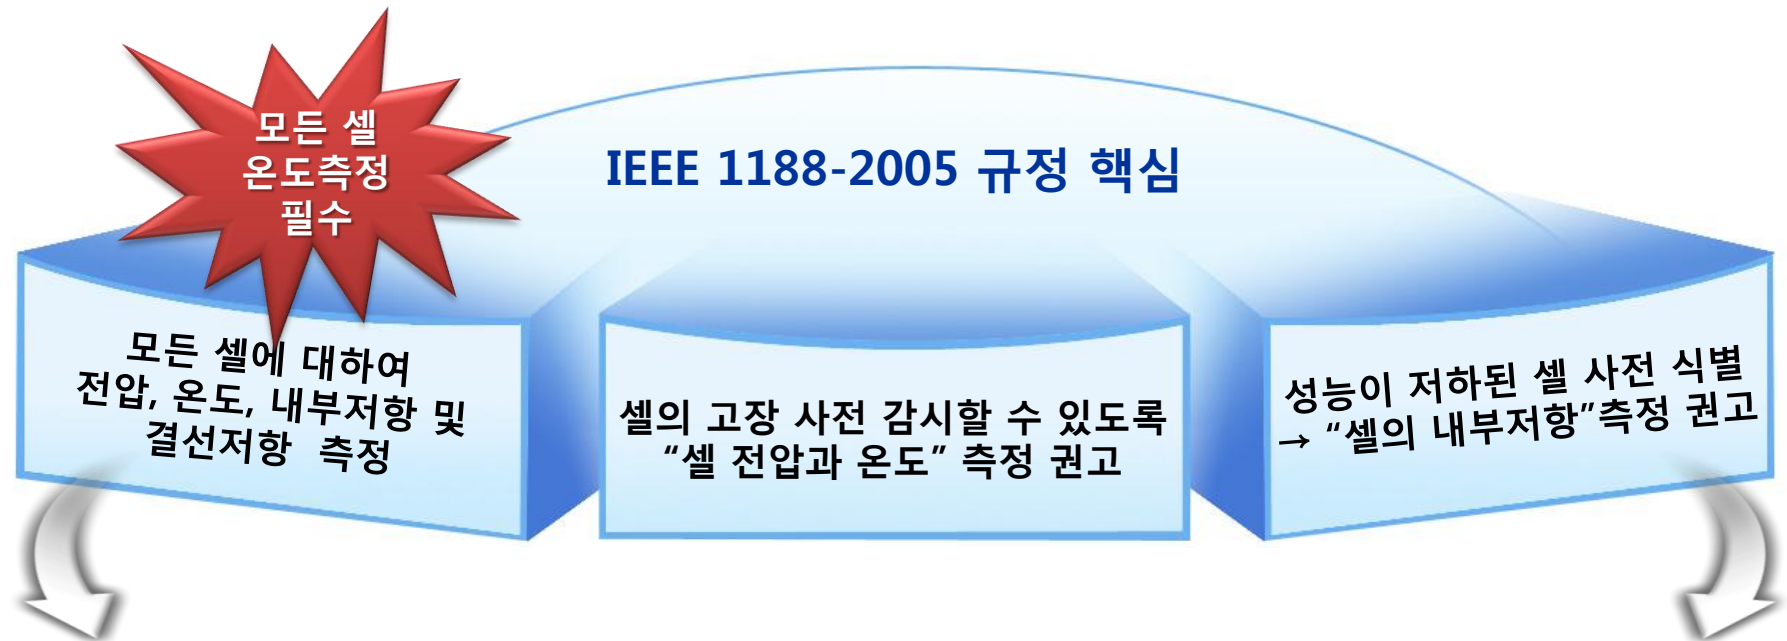 모든 셀
온도측정
필수
IEEE 1188-2005 규정 핵심
모든 셀에 대하여
전압, 온도, 내부저항 및
결선저항 측정
셀의 고장 사전 감시할 수 있도록
“셀 전압과 온도” 측정 권고
성능이 저하된 셀 사전 식별
→ “셀의 내부저항”측정 권고